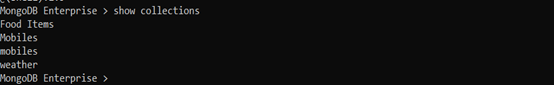 MongoDB Enterprise > show collections
Food Items
Mobiles
mobiles
weather
MongoDB Enterprise >